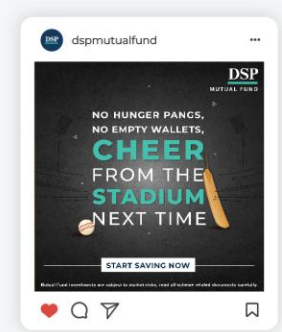 DSP
dspmutualfund
DSP
MUTUAL FUND
NO HUNGER PANGS,
NO EMPTY WALLETS,
CHEER
FROM THE
STADIUM
NEXT TIME
START SAVING NOW
Mutual Fund investments are subject to market risks, read all scheme related documents carefully.